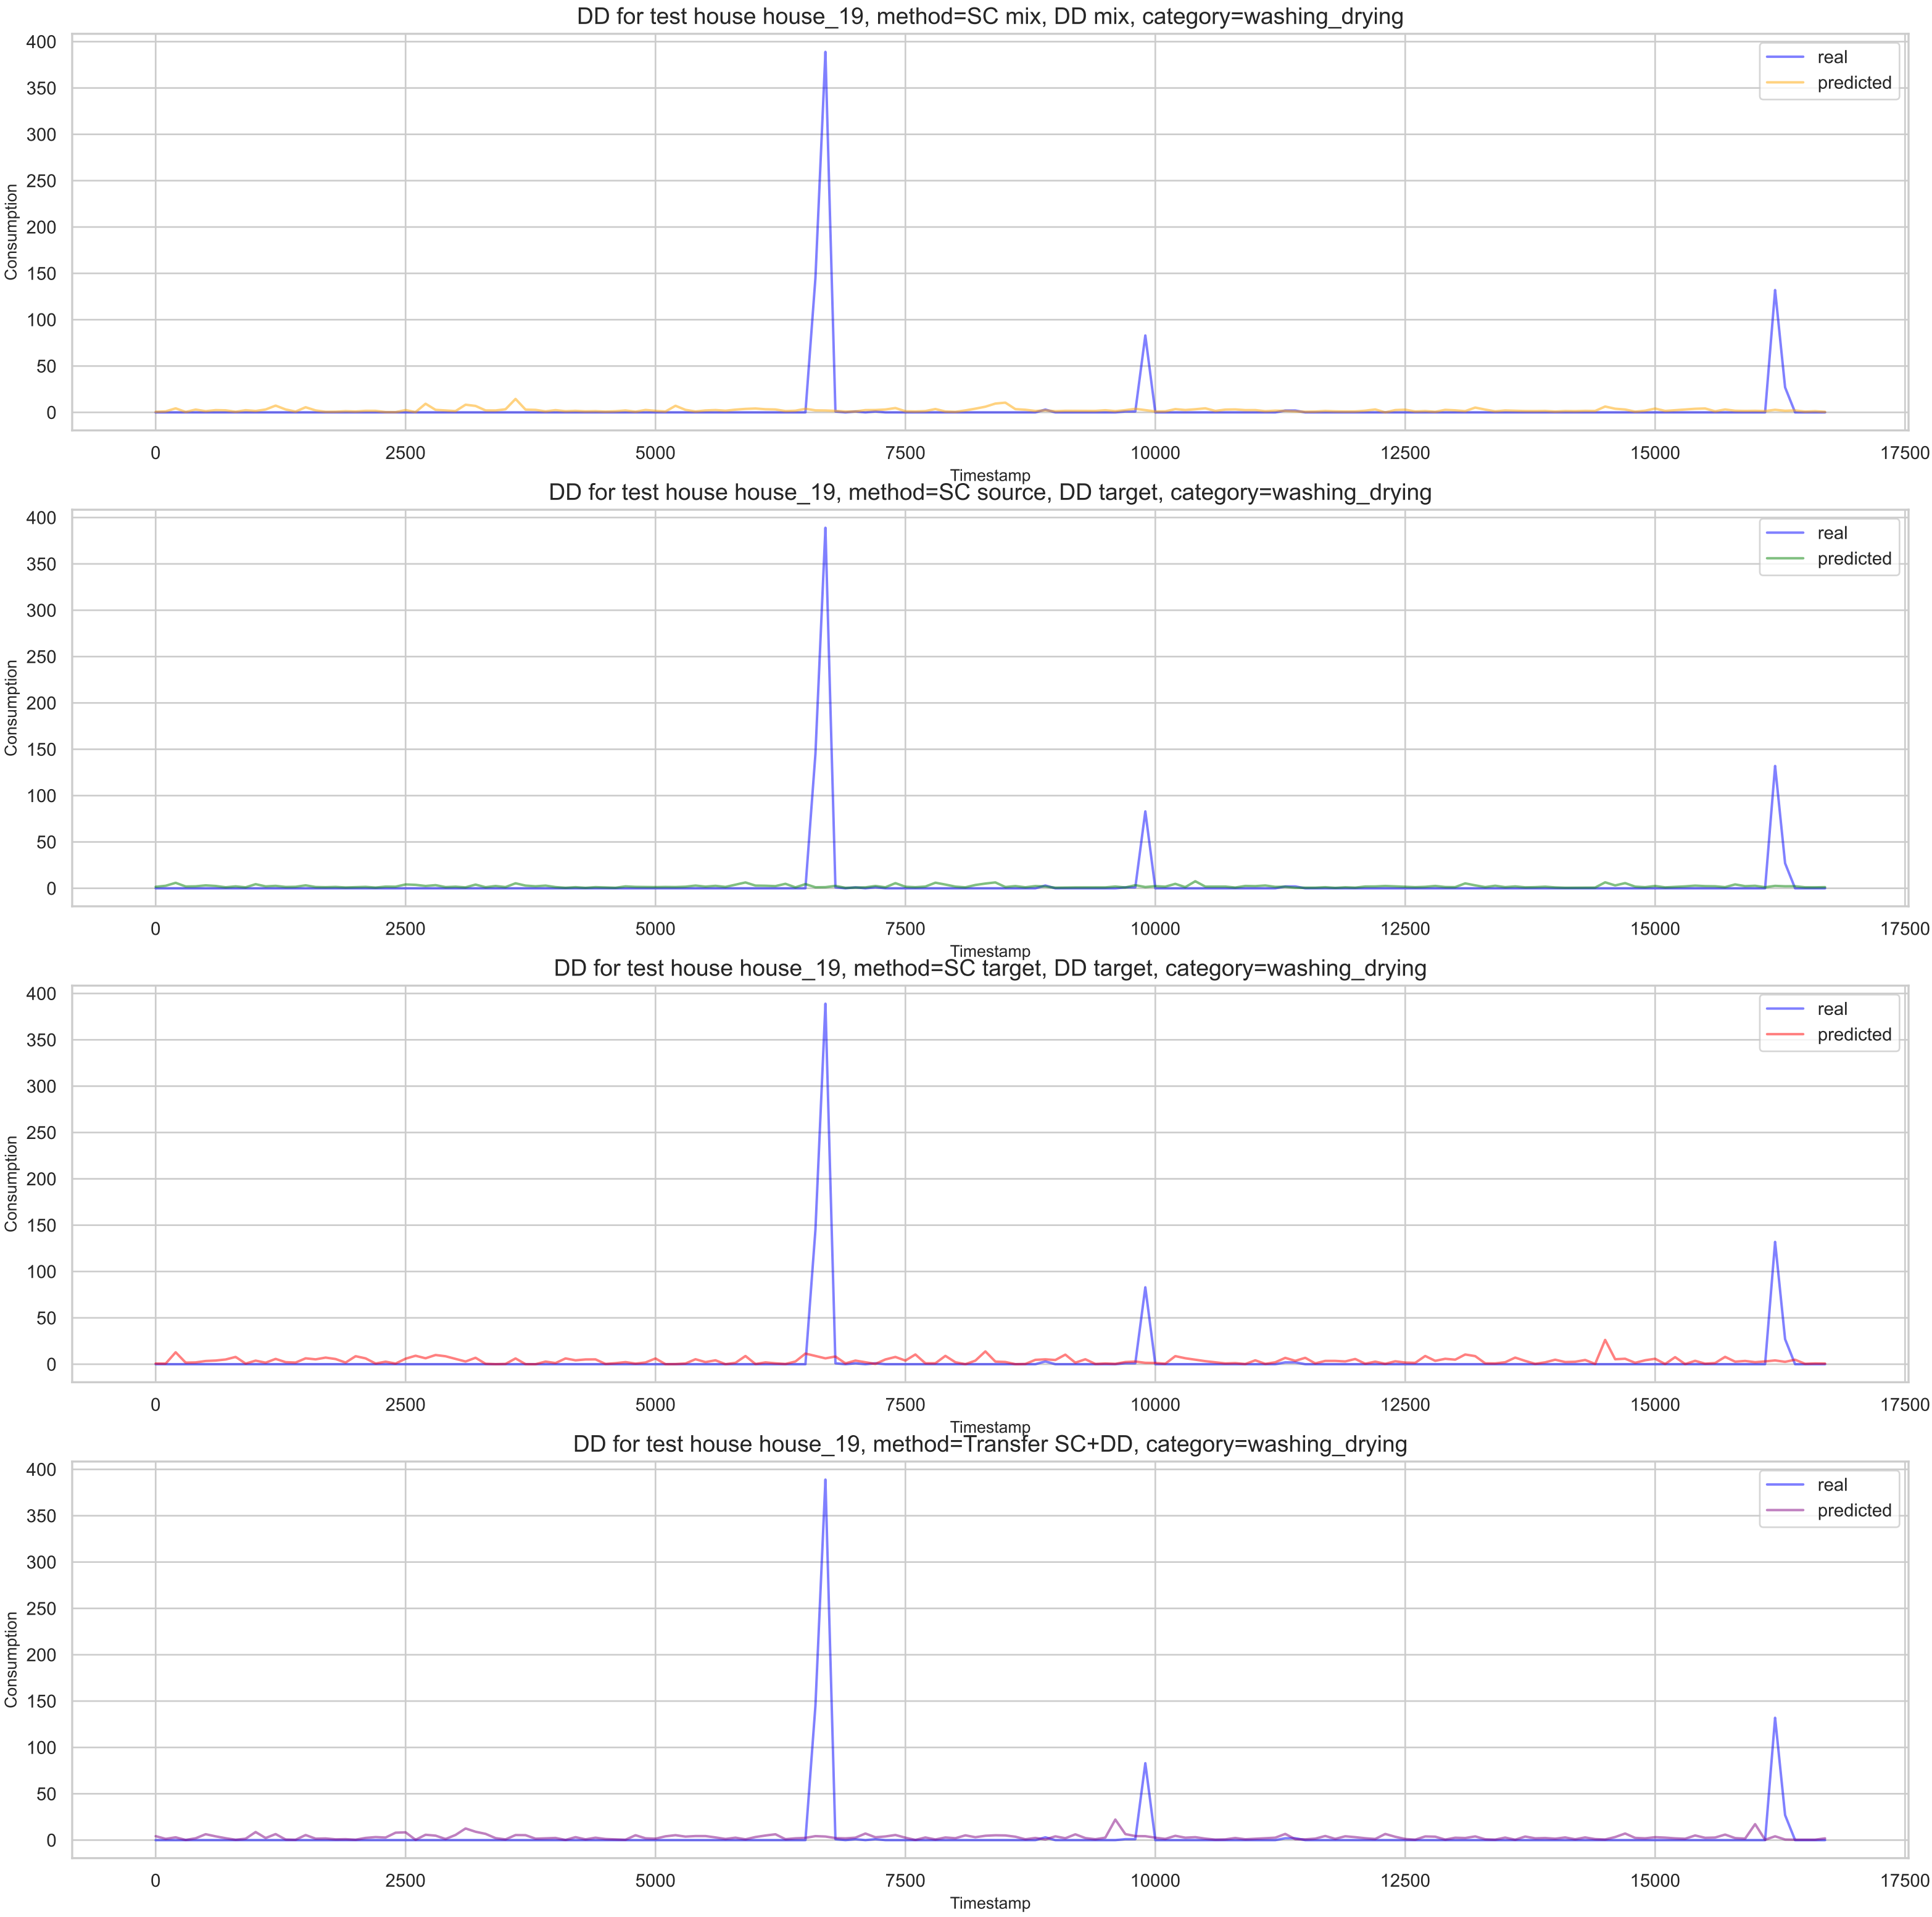 DD for test house house_19, method=SC mix, DD mix, category=washing_drying
400
350
300
250
200
150
100
50
0
Consumption
real
predicted
0 2500 5000 7500 10000 12500 15000 17500
Timestamp
DD for test house house_19, method=SC source, DD target, category=washing_drying
400
350
300
250
200
150
100
50
0
Consumption
real
predicted
0 2500 5000 7500 10000 12500 15000 17500
Timestamp
DD for test house house_19, method=SC target, DD target, category=washing_drying
400
350
300
250
200
150
100
50
0
Consumption
real
predicted
0 2500 5000 7500 10000 12500 15000 17500
Timestamp
DD for test house house_19, method=Transfer SC+DD, category=washing_drying
400
350
300
250
200
150
100
50
0
Consumption
real
predicted
0 2500 5000 7500 10000 12500 15000 17500
Timestamp